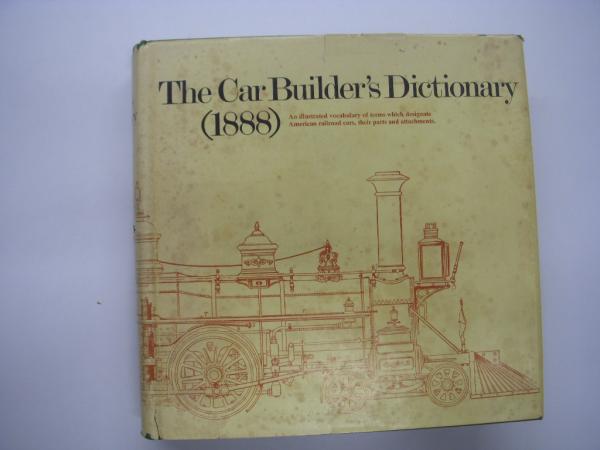 The Car Builder's Dictionary
(1888)
An illustrated vocabulary of terms which designate
American railroad cars, their parts and attachments.